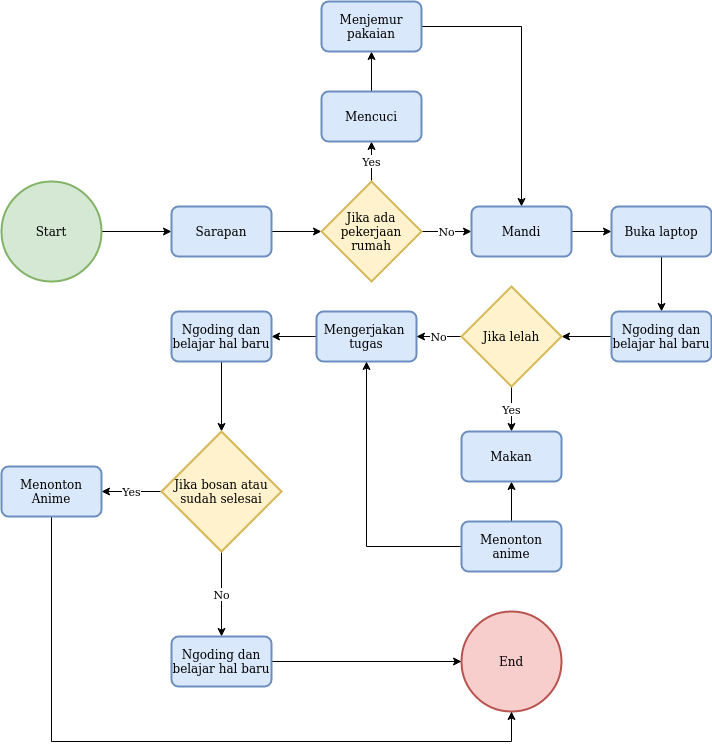 Menjemur
pakaian
Mencuci
Yes
Start
Sarapan
Jika ada
pekerjaan
rumah
No
Mandi
Buka laptop
Ngoding dan
belajar hal baru
Jika lelah
No
Mengerjakan
tugas
Ngoding dan
belajar hal baru
Yes
Makan
Menonton
anime
Jika bosan atau
sudah selesai
Yes
Menonton
Anime
No
Ngoding dan
belajar hal baru
End